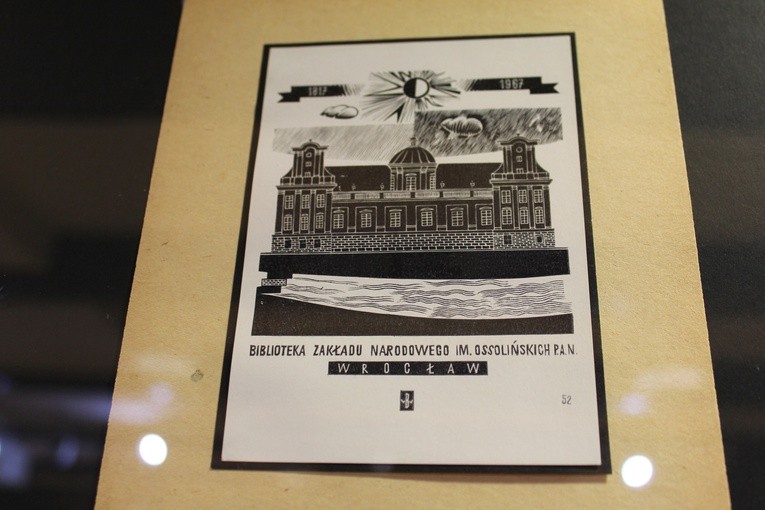 1817 1967
BIBLIOTEKA ZAKŁADU NARODOWEGO IM. OSSOLIŃSKICH P.A.N.
WROCŁAW
52